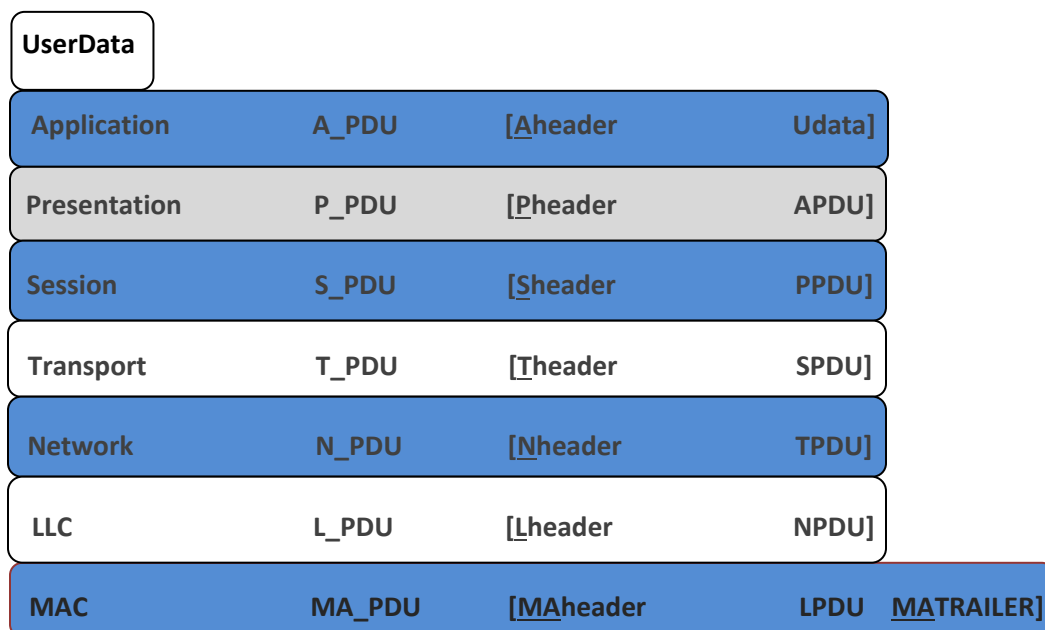 UserData
Application A_PDU [Aheader Udata]
Presentation P_PDU [Pheader APDU]
Session S_PDU [Sheader PPDU]
Transport T_PDU [Theader SPDU]
Network N_PDU [Nheader TPDU]
LLC L_PDU [Lheader NPDU]
MAC MA_PDU [MAheader LPDU MATRAILER]